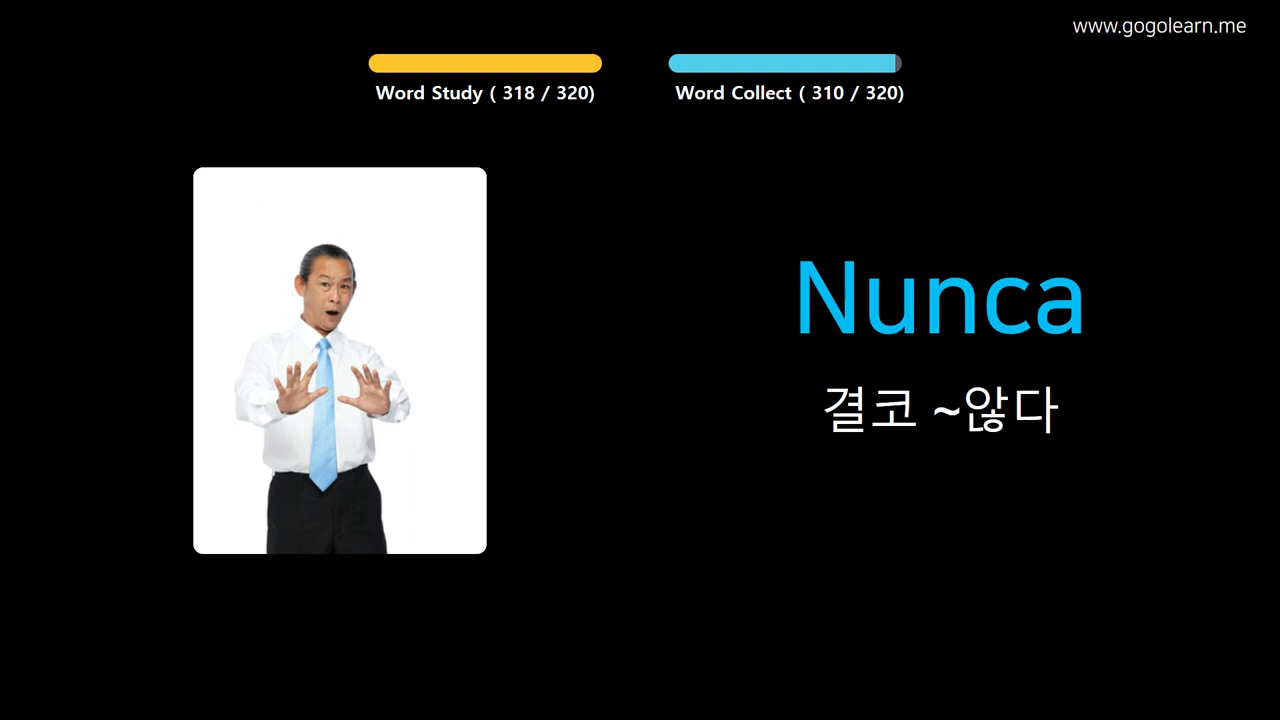 www.gogolearn.me
Word Study ( 318 / 320)
Word Collect ( 310 / 320)
Nunca
결코 ~않다